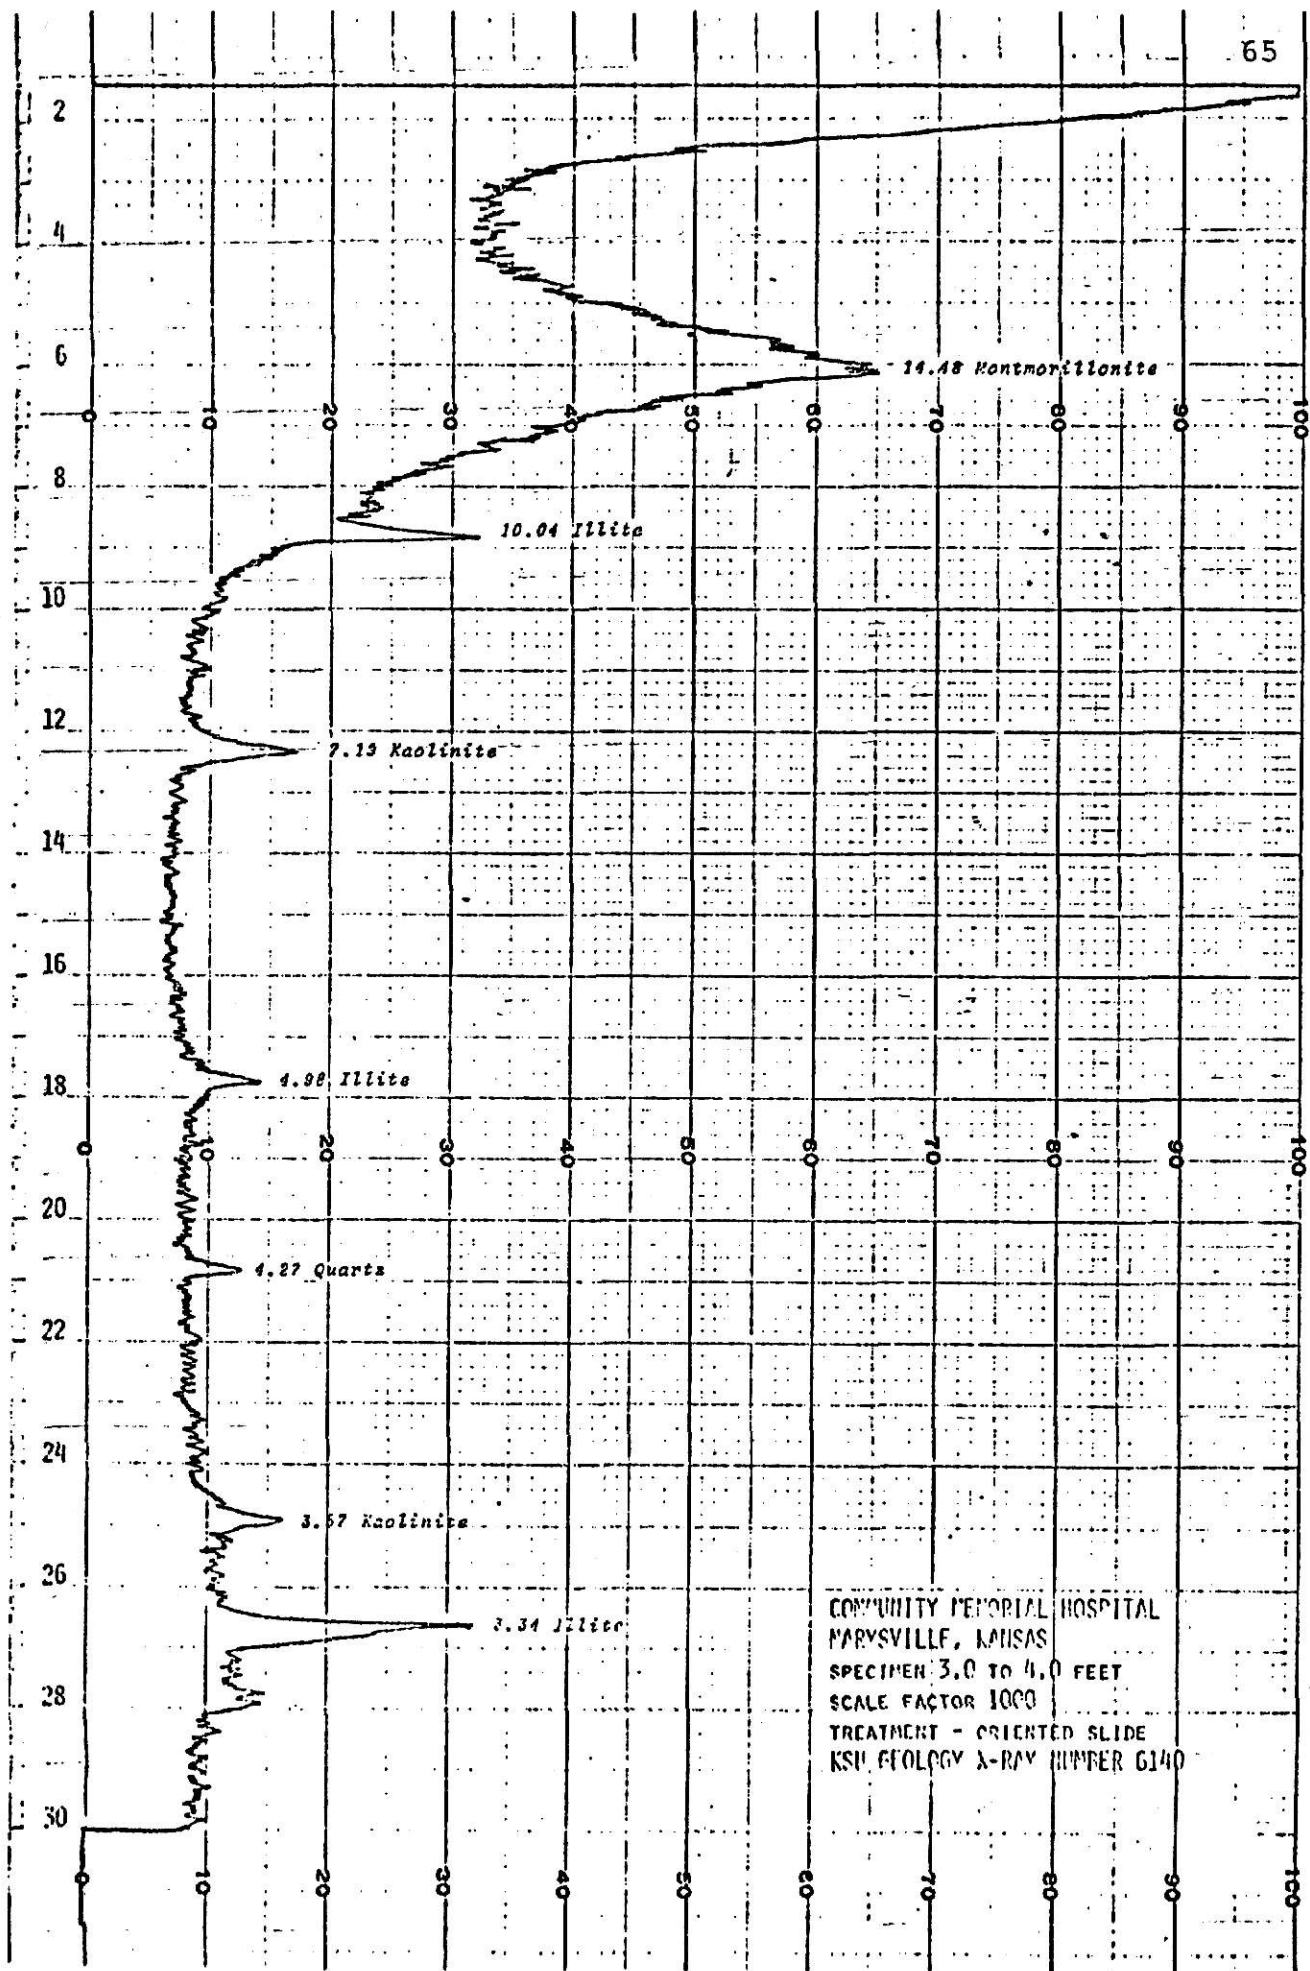 65
2
4
6
14.48 Montmorillonite
0 10 20 30 40 50 60 70 80 90 100
8
10.04 Illite
10
12
7.13 Kaolinite
14
16
18
4.98 Illite
0 10 20 30 40 50 60 70 80 90 100
20
4.27 Quartz
22
24
3.57 Kaolinite
26
3.34 Illite
COMMUNITY MEMORIAL HOSPITAL
MARYSVILLE, KANSAS
SPECIMEN 3.0 TO 4.0 FEET
SCALE FACTOR 1000
TREATMENT - ORIENTED SLIDE
KSU GEOLOGY X-RAY NUMBER G140
28
30
0 10 20 30 40 50 60 70 80 90 100